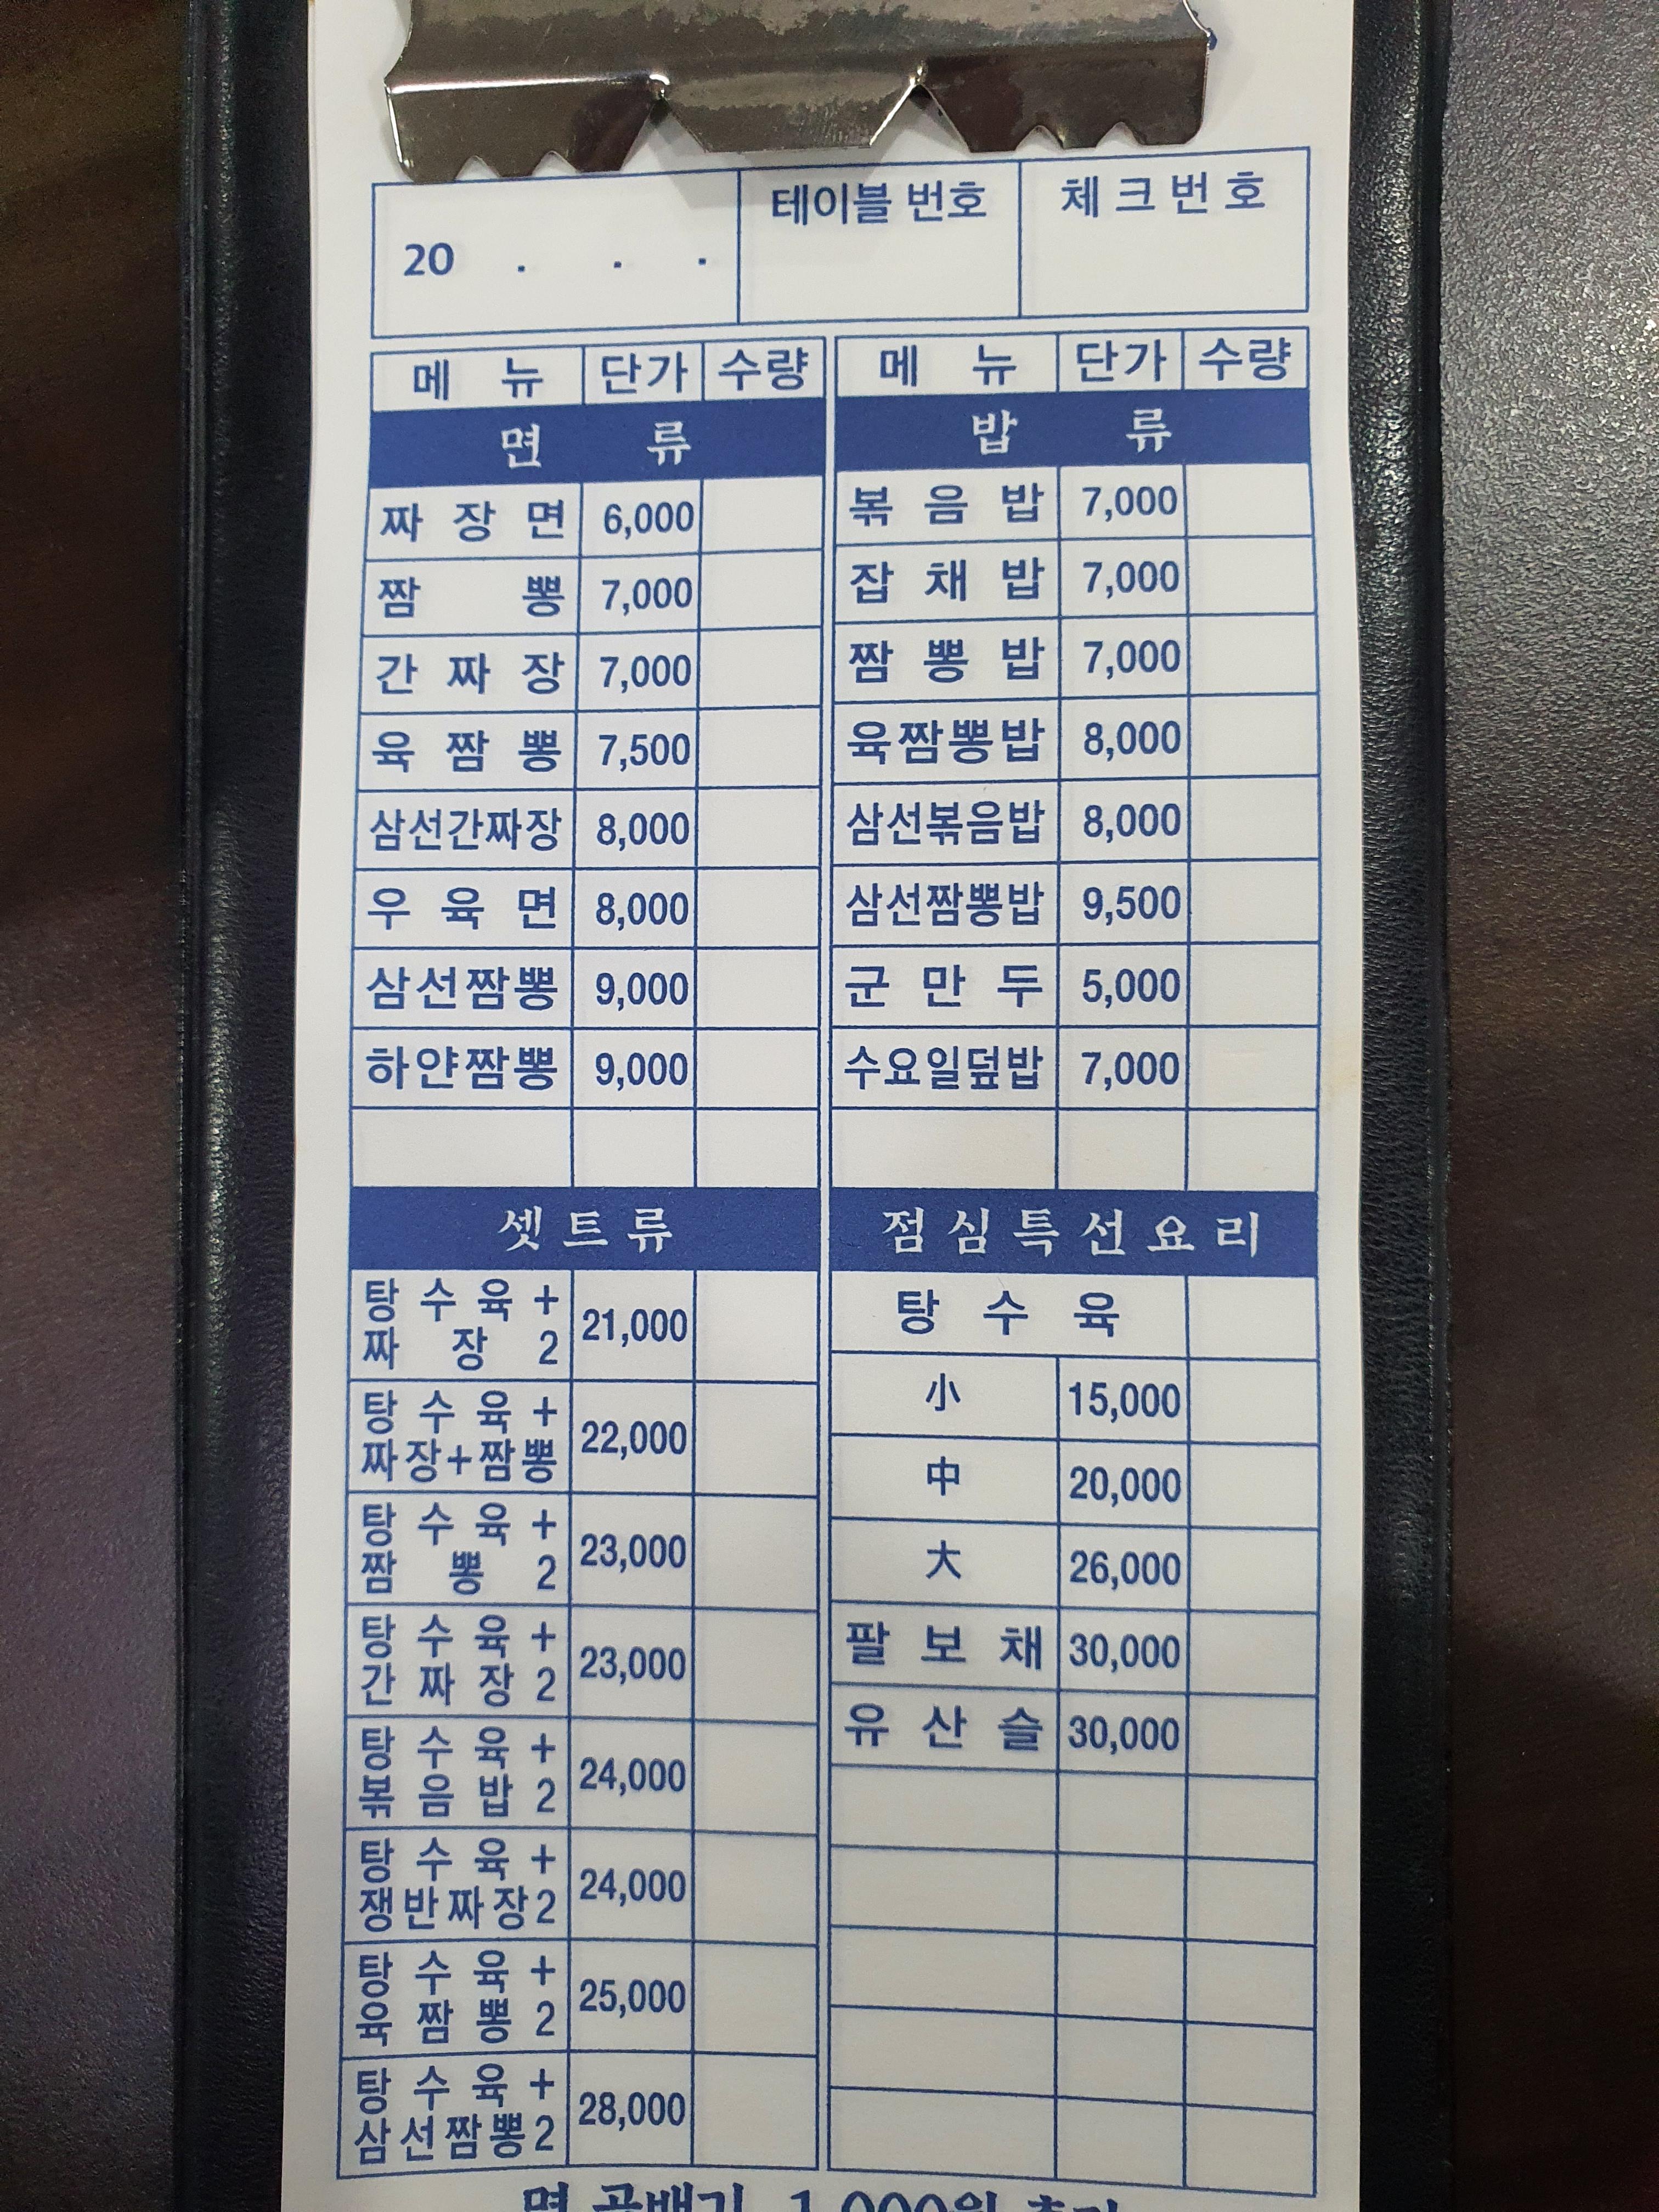 20 . . .
테이블 번호
체크번호
메 뉴 단가 수량
면 류
짜장면 6,000
짬뽕 7,000
간짜장 7,000
육짬뽕 7,500
삼선간짜장 8,000
우육면 8,000
삼선짬뽕 9,000
하얀짬뽕 9,000
메 뉴 단가 수량
밥 류
볶음밥 7,000
잡채밥 7,000
짬뽕밥 7,000
육짬뽕밥 8,000
삼선볶음밥 8,000
삼선짬뽕밥 9,500
군만두 5,000
수요일덮밥 7,000
셋트류
탕수육+
짜장2 21,000
탕수육+
짜장+짬뽕 22,000
탕수육+
짬뽕2 23,000
탕수육+
간짜장2 23,000
탕수육+
볶음밥2 24,000
탕수육+
쟁반짜장2 24,000
탕수육+
육짬뽕2 25,000
탕수육+
삼선짬뽕2 28,000
점심특선요리
탕수육
小 15,000
中 20,000
大 26,000
팔보채 30,000
유산슬 30,000
면 곱배기 1,000원 추가